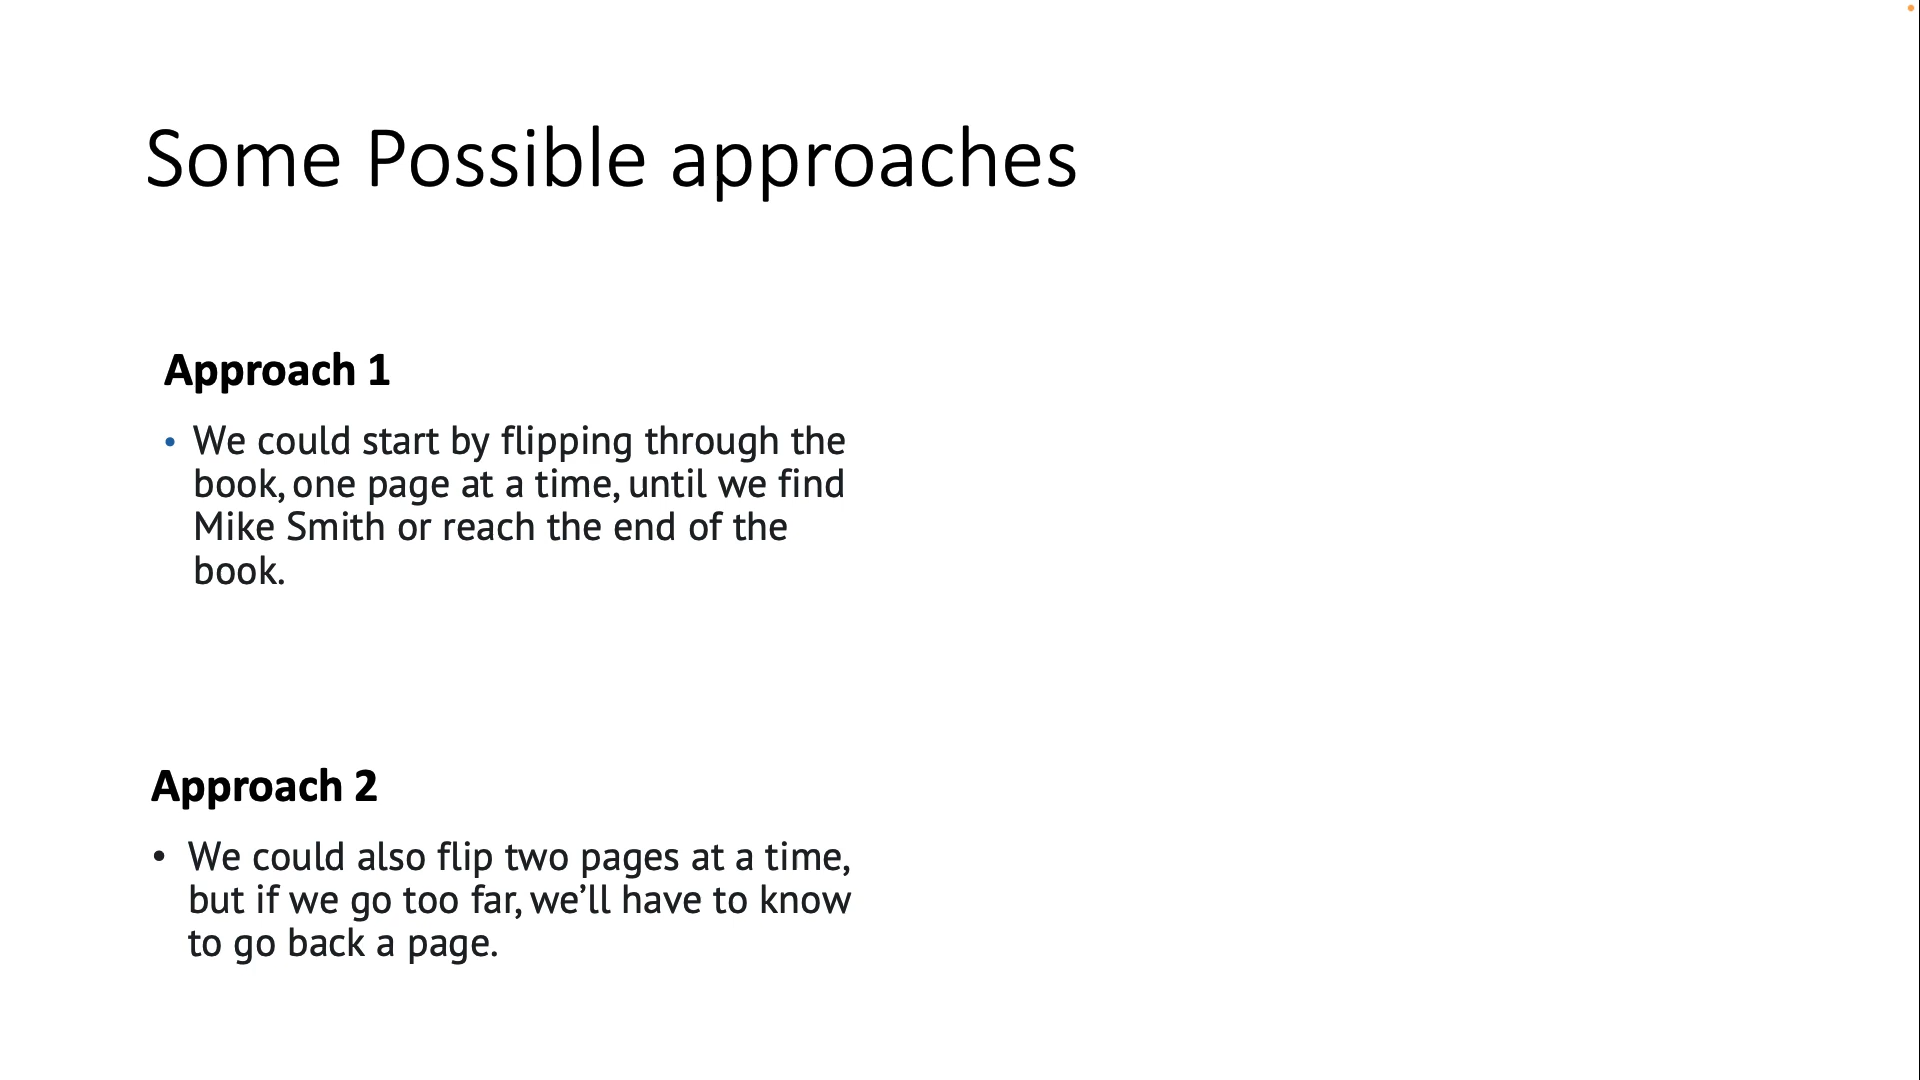 Some Possible approaches
Approach 1
• We could start by flipping through the
book, one page at a time, until we find
Mike Smith or reach the end of the
book.
Approach 2
• We could also flip two pages at a time,
but if we go too far, we’ll have to know
to go back a page.